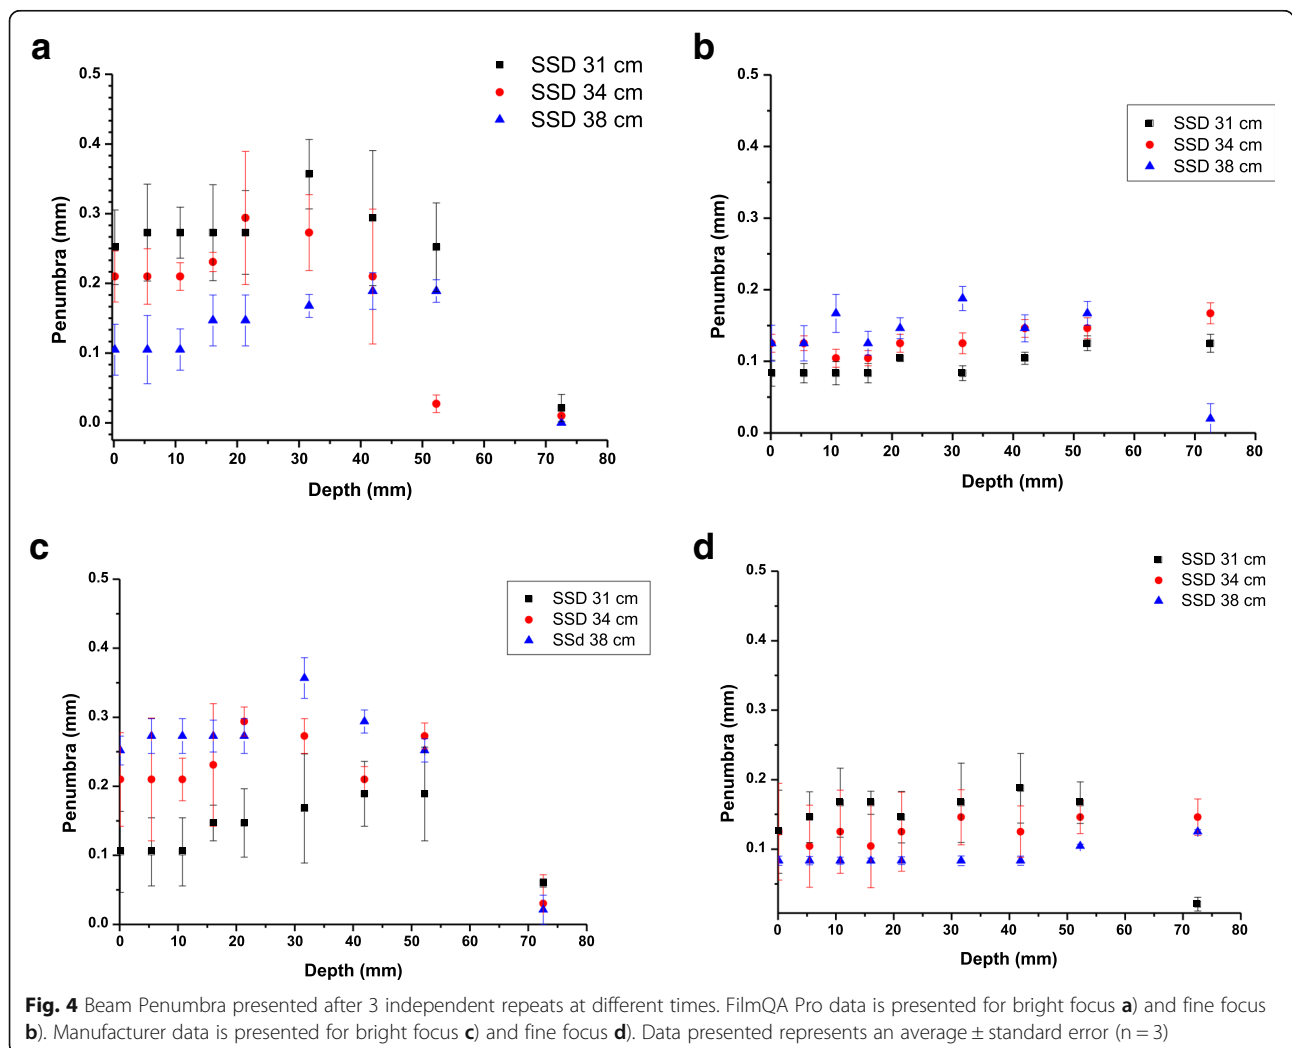 a
SSD 31 cm
SSD 34 cm
SSD 38 cm
0.5
0.4
0.3
0.2
0.1
0.0
Penumbra (mm)
0 10 20 30 40 50 60 70 80
Depth (mm)
b
SSD 31 cm
SSD 34 cm
SSD 38 cm
0.5
0.4
0.3
0.2
0.1
0.0
Penumbra (mm)
0 10 20 30 40 50 60 70 80
Depth (mm)
c
SSD 31 cm
SSD 34 cm
SSd 38 cm
0.5
0.4
0.3
0.2
0.1
0.0
Penumbra (mm)
0 10 20 30 40 50 60 70 80
Depth (mm)
d
SSD 31 cm
SSD 34 cm
SSD 38 cm
0.5
0.4
0.3
0.2
0.1
0.0
Penumbra (mm)
0 10 20 30 40 50 60 70 80
Depth (mm)
Fig. 4 Beam Penumbra presented after 3 independent repeats at different times. FilmQA Pro data is presented for bright focus a) and fine focus
b). Manufacturer data is presented for bright focus c) and fine focus d). Data presented represents an average ± standard error (n = 3)